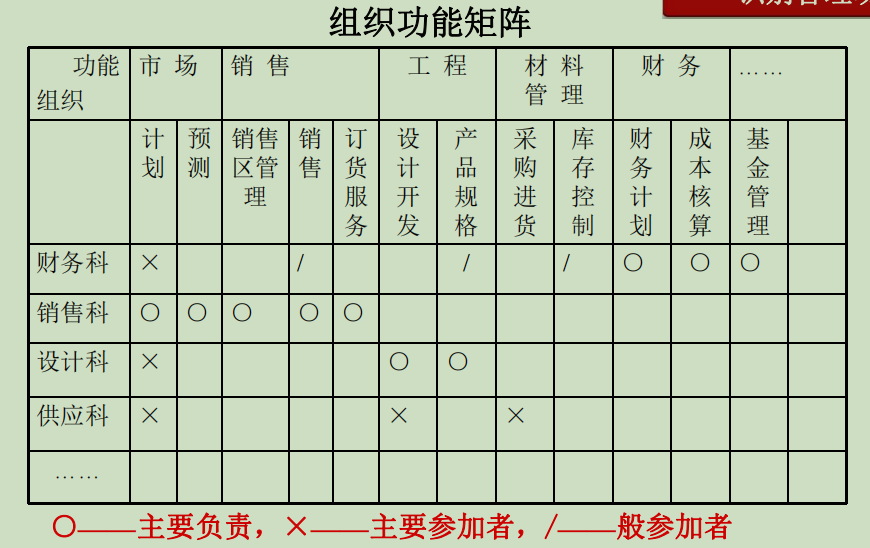 组织功能矩阵
功能 市 场 销 售 工 程 材 料 财 务 ……
组织 管 理
计划 预测 销售区管理 销售 订货服务 设计开发 产品规格 采购进货 库存控制 财务计划 成本核算 基金管理
财务科 × / / / 〇 〇 〇
销售科 〇 〇 〇 〇 〇
设计科 × 〇 〇
供应科 × × ×
……
〇——主要负责，×——主要参加者，/——般参加者